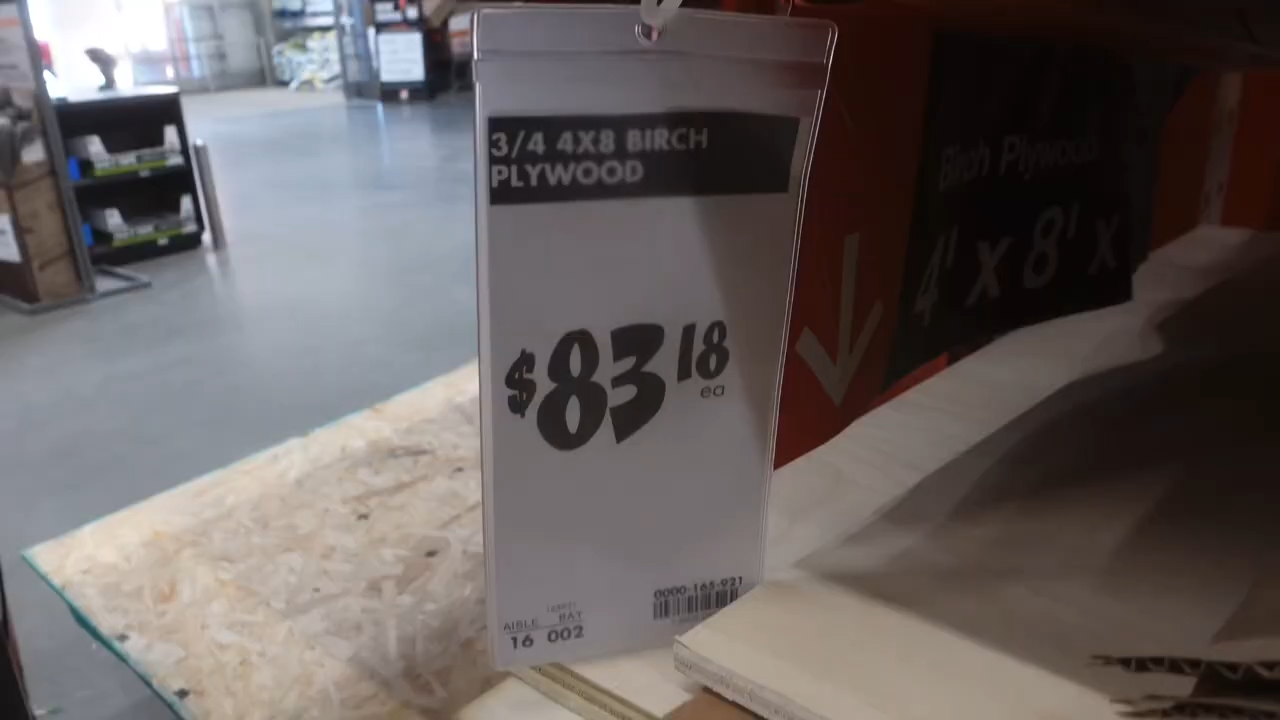 3/4 4X8 BIRCH
PLYWOOD
$83 18
ea
0000-165-921
AISLE BAY
16 002
Birch Plywood
4' x 8' x